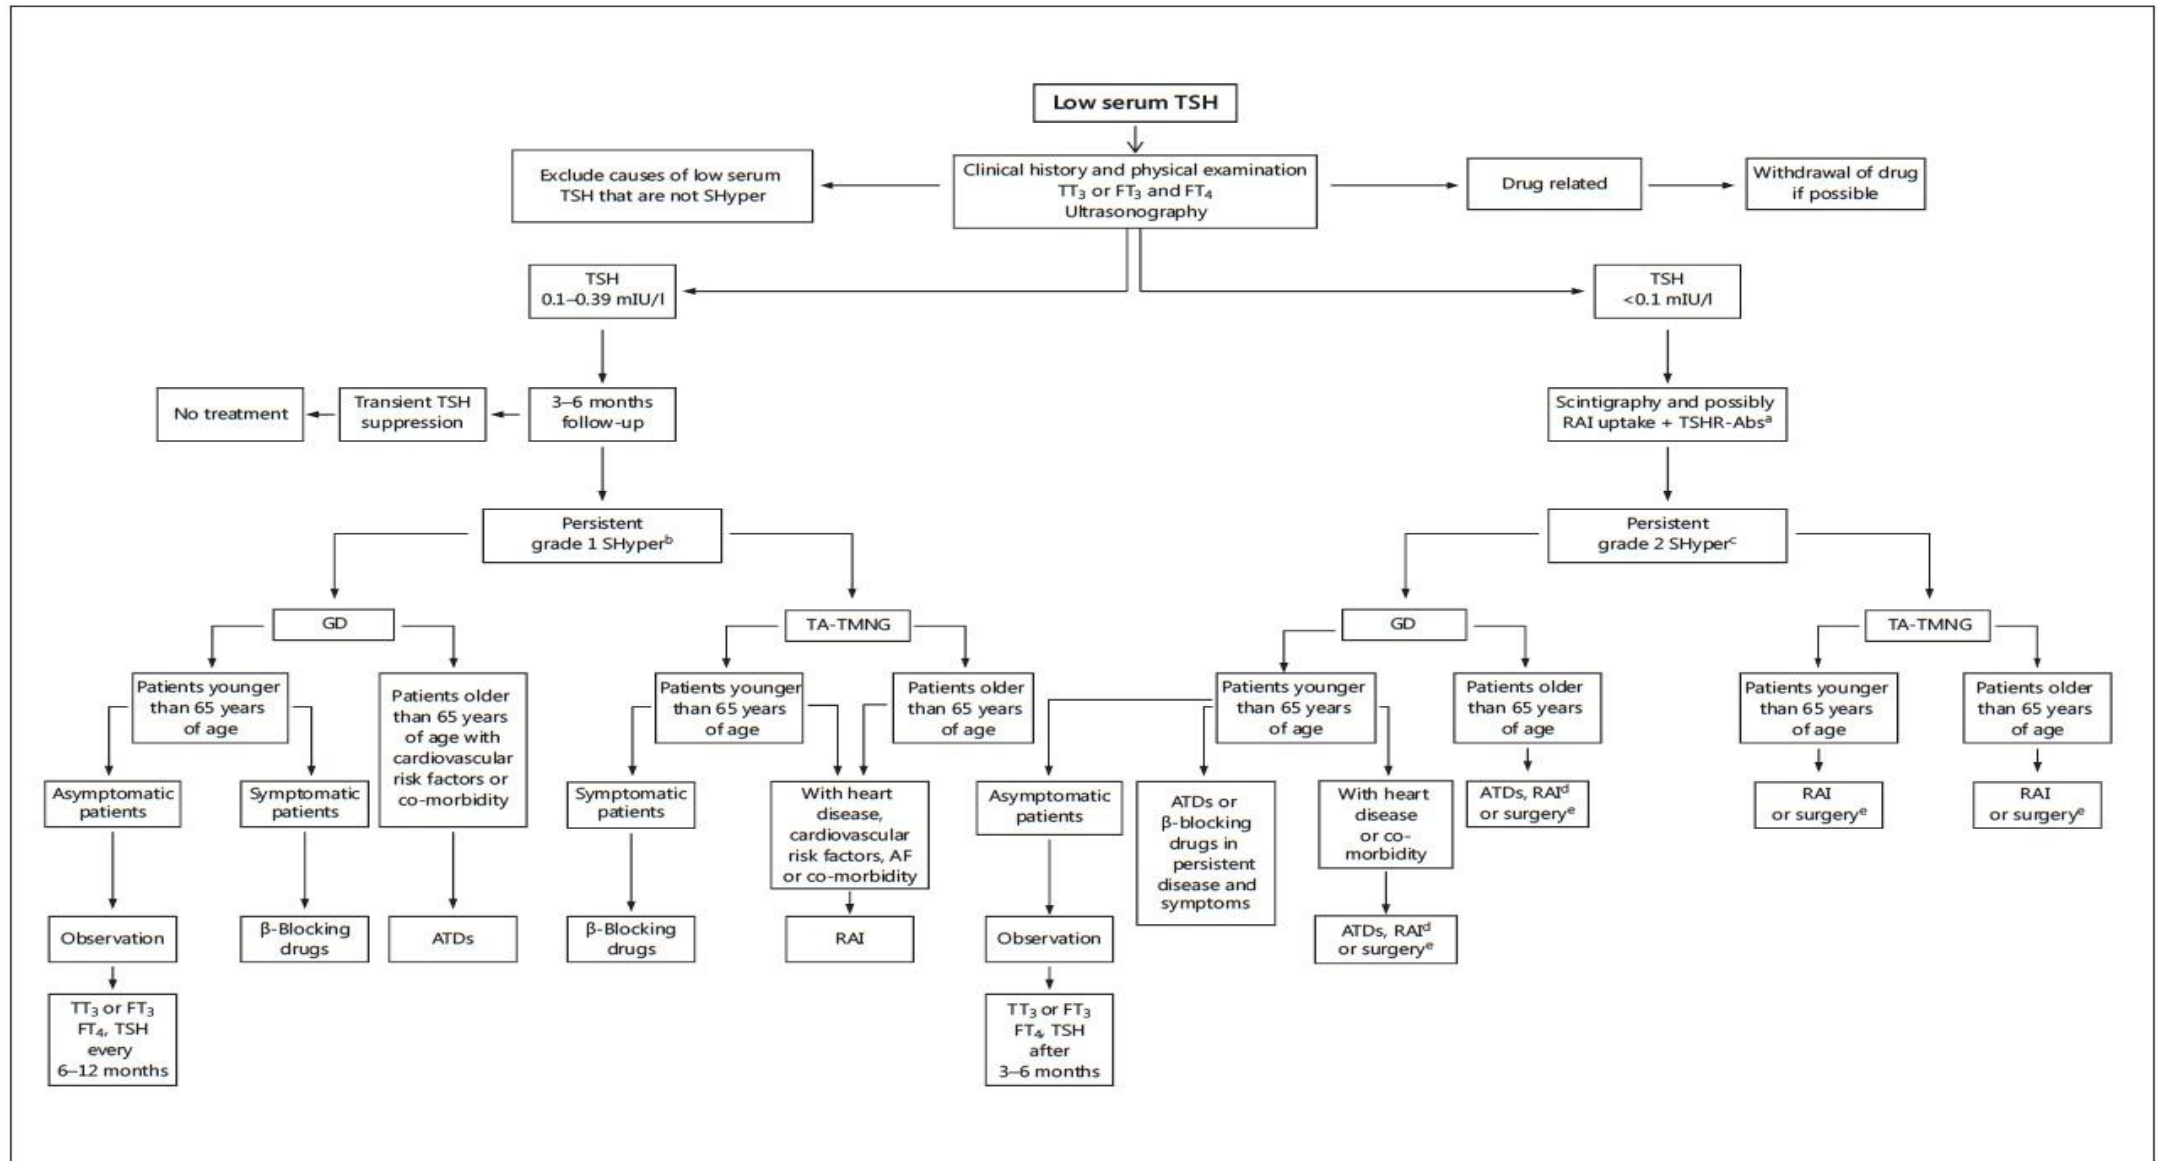 Low serum TSH
Exclude causes of low serum
TSH that are not SHyper
Clinical history and physical examination
TT₃ or FT₃ and FT₄
Ultrasonography
Drug related
Withdrawal of drug
if possible
TSH
0.1–0.39 mIU/l
TSH
<0.1 mIU/l
No treatment
Transient TSH
suppression
3–6 months
follow-up
Scintigraphy and possibly
RAI uptake + TSHR-Absᵃ
Persistent
grade 1 SHyperᵇ
Persistent
grade 2 SHyperᶜ
GD
TA-TMNG
GD
TA-TMNG
Patients younger
than 65 years
of age
Patients older
than 65 years
of age with
cardiovascular
risk factors or
co-morbidity
Patients younger
than 65 years
of age
Patients older
than 65 years
of age
Patients younger
than 65 years
of age
Patients older
than 65 years
of age
Patients younger
than 65 years
of age
Patients older
than 65 years
of age
Asymptomatic
patients
Symptomatic
patients
Symptomatic
patients
With heart
disease,
cardiovascular
risk factors, AF
or co-morbidity
Asymptomatic
patients
ATDs or
β-blocking
drugs in
persistent
disease and
symptoms
With heart
disease
or co-
morbidity
ATDs, RAIᵈ
or surgeryᵉ
RAI
or surgeryᵉ
RAI
or surgeryᵉ
Observation
β-Blocking
drugs
ATDs
β-Blocking
drugs
RAI
Observation
ATDs, RAIᵈ
or surgeryᵉ
TT₃ or FT₃
FT₄, TSH
every
6–12 months
TT₃ or FT₃
FT₄, TSH
after
3–6 months